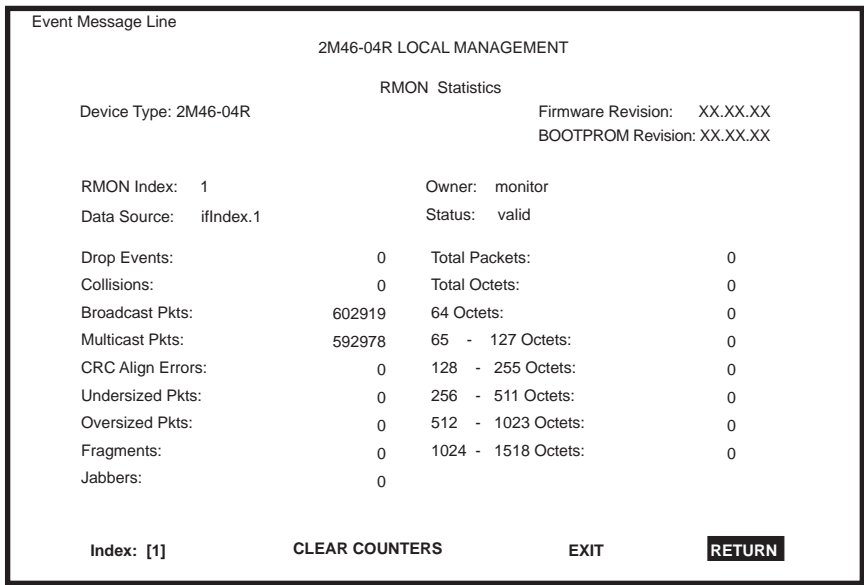 Event Message Line
2M46-04R LOCAL MANAGEMENT
RMON Statistics
Device Type: 2M46-04R Firmware Revision: XX.XX.XX
BOOTPROM Revision: XX.XX.XX
RMON Index: 1 Owner: monitor
Data Source: ifIndex.1 Status: valid
Drop Events: 0 Total Packets: 0
Collisions: 0 Total Octets: 0
Broadcast Pkts: 602919 64 Octets: 0
Multicast Pkts: 592978 65 - 127 Octets: 0
CRC Align Errors: 0 128 - 255 Octets: 0
Undersized Pkts: 0 256 - 511 Octets: 0
Oversized Pkts: 0 512 - 1023 Octets: 0
Fragments: 0 1024 - 1518 Octets: 0
Jabbers: 0
Index: [1] CLEAR COUNTERS EXIT RETURN